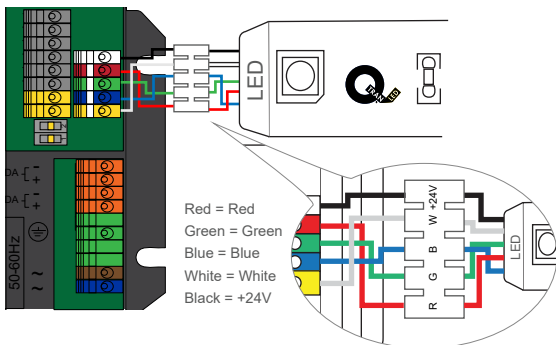 LED
DA
−
+
DA
−
+
50-60Hz
~
~
Red = Red
Green = Green
Blue = Blue
White = White
Black = +24V
+24V
W
B
G
R
LED